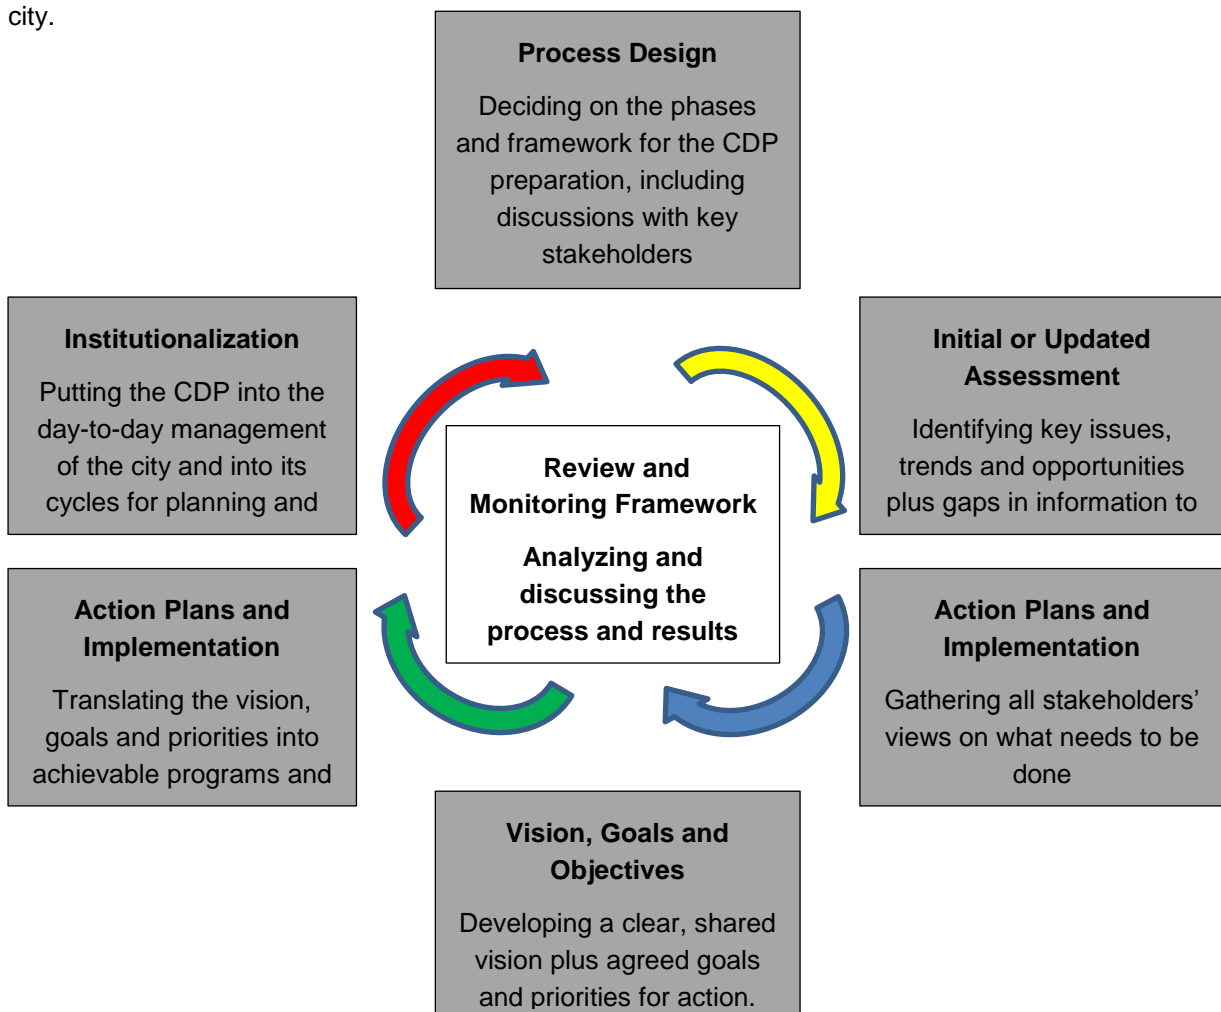 city.
Process Design
Deciding on the phases
and framework for the CDP
preparation, including
discussions with key
stakeholders
Institutionalization
Putting the CDP into the
day-to-day management
of the city and into its
cycles for planning and
Initial or Updated
Assessment
Identifying key issues,
trends and opportunities
plus gaps in information to
Review and
Monitoring Framework
Analyzing and
discussing the
process and results
Action Plans and
Implementation
Translating the vision,
goals and priorities into
achievable programs and
Action Plans and
Implementation
Gathering all stakeholders’
views on what needs to be
done
Vision, Goals and
Objectives
Developing a clear, shared
vision plus agreed goals
and priorities for action.